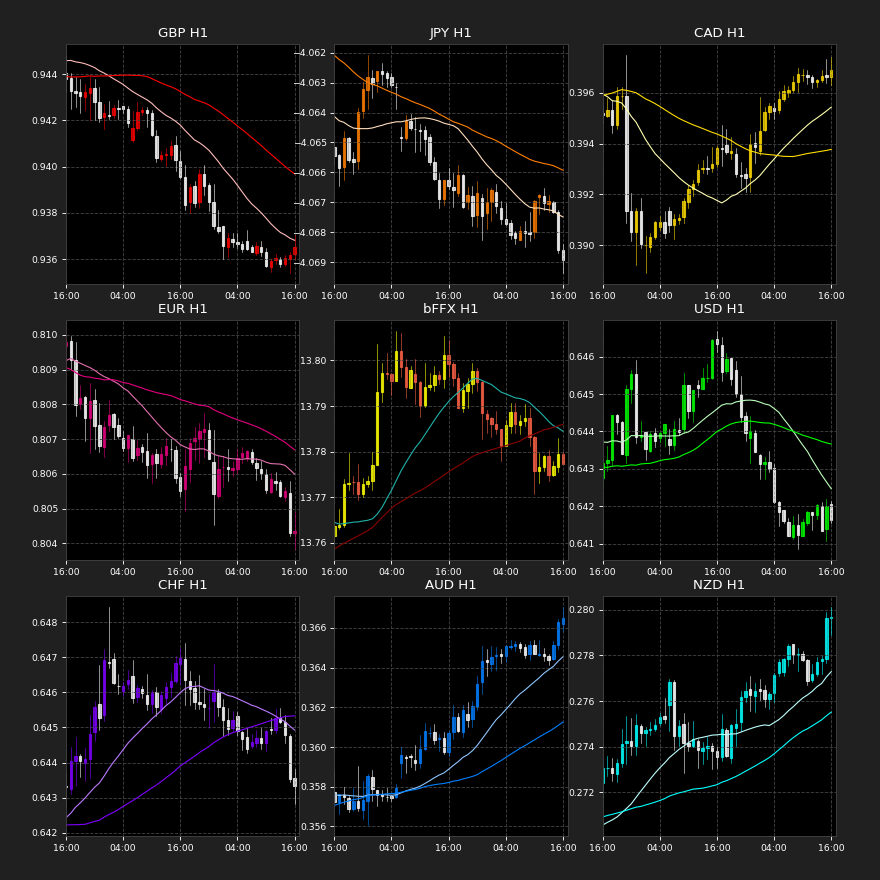 GBP H1
JPY H1
CAD H1
0.944
0.942
0.940
0.938
0.936
−4.062
−4.063
−4.064
−4.065
−4.066
−4.067
−4.068
−4.069
0.396
0.394
0.392
0.390
16:00 04:00 16:00 04:00 16:00
16:00 04:00 16:00 04:00 16:00
16:00 04:00 16:00 04:00 16:00
EUR H1
bFFX H1
USD H1
0.810
0.809
0.808
0.807
0.806
0.805
0.804
13.80
13.79
13.78
13.77
13.76
0.646
0.645
0.644
0.643
0.642
0.641
16:00 04:00 16:00 04:00 16:00
16:00 04:00 16:00 04:00 16:00
16:00 04:00 16:00 04:00 16:00
CHF H1
AUD H1
NZD H1
0.648
0.647
0.646
0.645
0.644
0.643
0.642
0.366
0.364
0.362
0.360
0.358
0.356
0.280
0.278
0.276
0.274
0.272
16:00 04:00 16:00 04:00 16:00
16:00 04:00 16:00 04:00 16:00
16:00 04:00 16:00 04:00 16:00